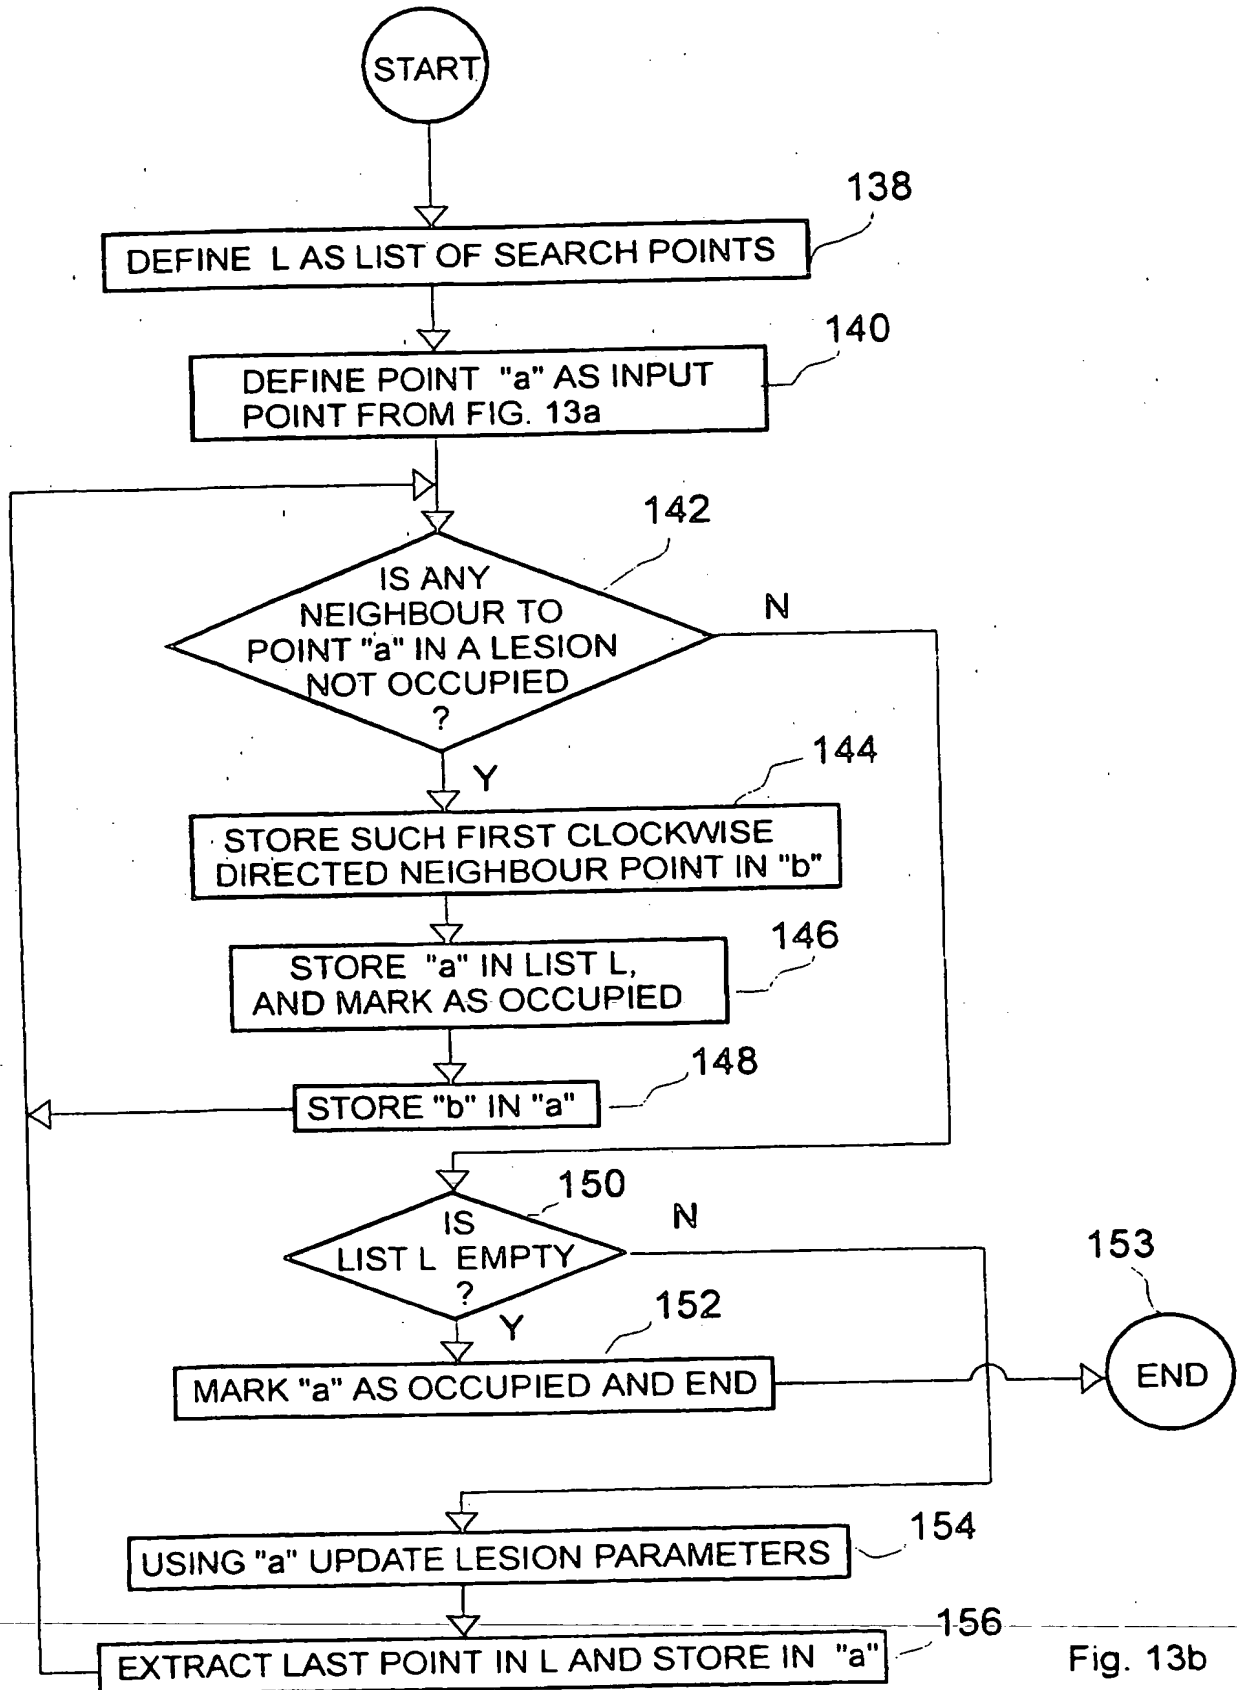 START
138
DEFINE L AS LIST OF SEARCH POINTS
140
DEFINE POINT "a" AS INPUT
POINT FROM FIG. 13a
142
IS ANY
NEIGHBOUR TO
POINT "a" IN A LESION
NOT OCCUPIED
?
N
Y
144
STORE SUCH FIRST CLOCKWISE
DIRECTED NEIGHBOUR POINT IN "b"
146
STORE "a" IN LIST L,
AND MARK AS OCCUPIED
148
STORE "b" IN "a"
150
IS
LIST L EMPTY
?
N
Y
152
153
MARK "a" AS OCCUPIED AND END
END
154
USING "a" UPDATE LESION PARAMETERS
156
EXTRACT LAST POINT IN L AND STORE IN "a"
Fig. 13b